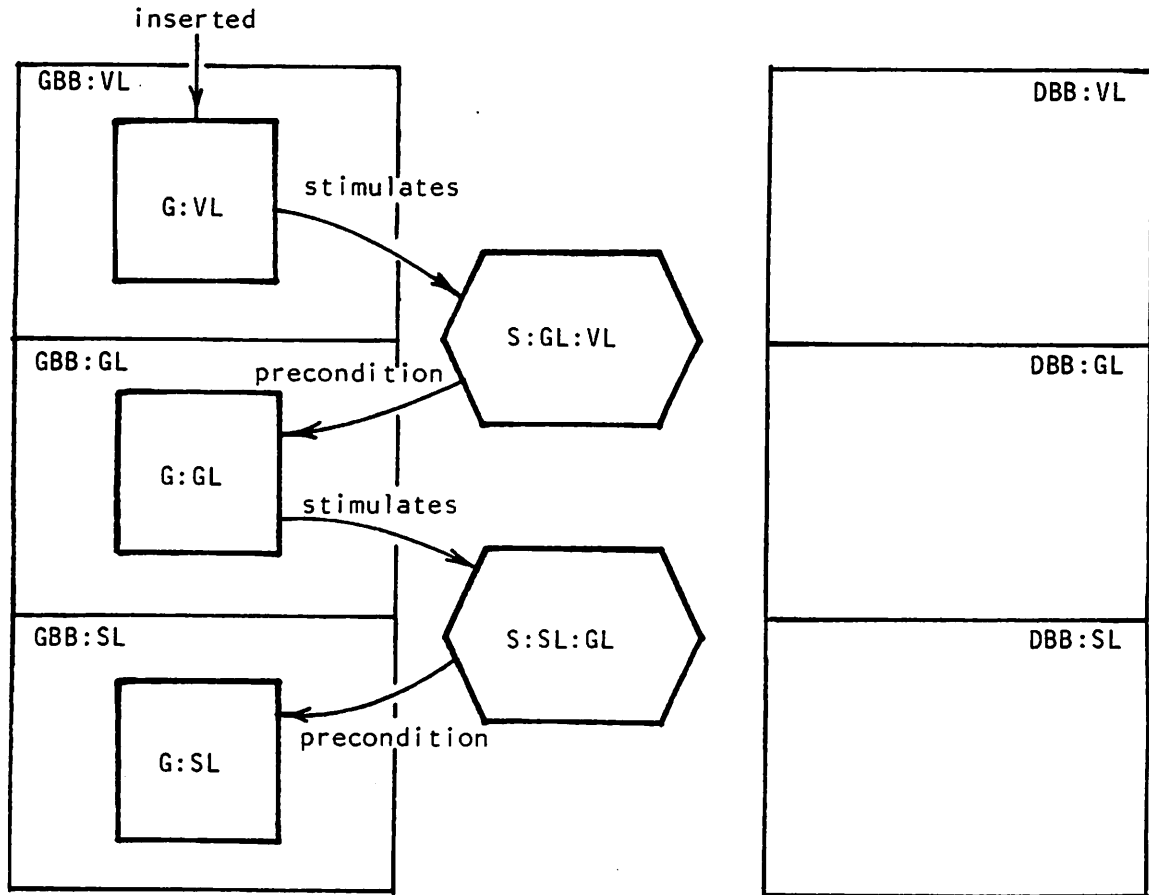 inserted
GBB:VL
DBB:VL
G:VL
stimulates
S:GL:VL
GBB:GL
DBB:GL
precondition
G:GL
stimulates
GBB:SL
S:SL:GL
DBB:SL
precondition
G:SL